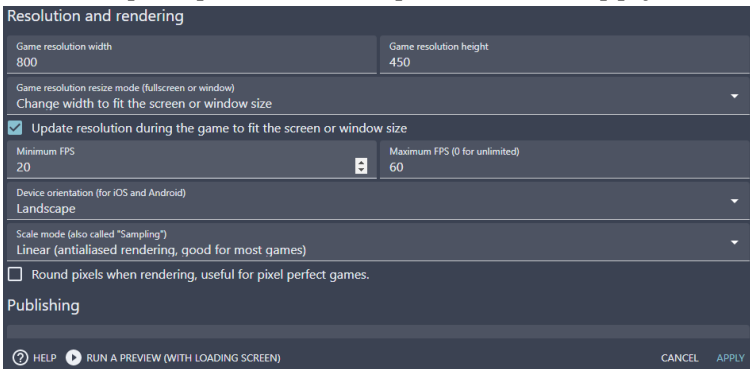 Resolution and rendering
Game resolution width
800
Game resolution height
450
Game resolution resize mode (fullscreen or window)
Change width to fit the screen or window size
Update resolution during the game to fit the screen or window size
Minimum FPS
20
Maximum FPS (0 for unlimited)
60
Device orientation (for iOS and Android)
Landscape
Scale mode (also called "Sampling")
Linear (antialiased rendering, good for most games)
Round pixels when rendering, useful for pixel perfect games.
Publishing
HELP
RUN A PREVIEW (WITH LOADING SCREEN)
CANCEL
APPLY